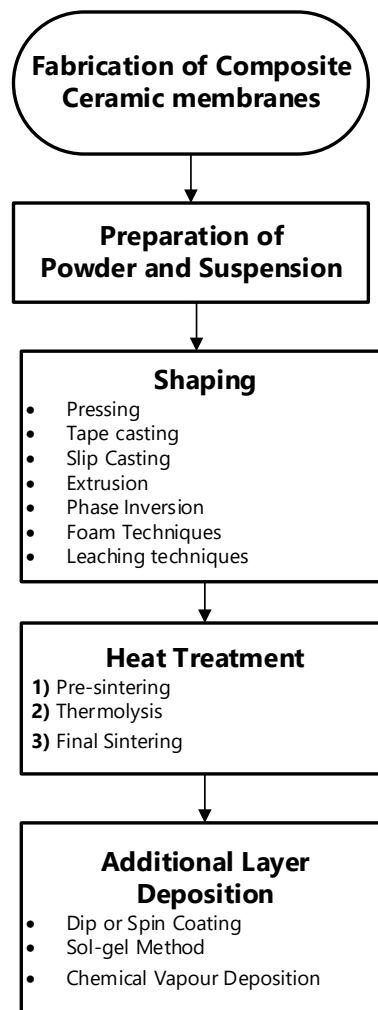 Fabrication of Composite
Ceramic membranes
Preparation of
Powder and Suspension
Shaping
• Pressing
• Tape casting
• Slip Casting
• Extrusion
• Phase Inversion
• Foam Techniques
• Leaching techniques
Heat Treatment
1) Pre-sintering
2) Thermolysis
3) Final Sintering
Additional Layer
Deposition
• Dip or Spin Coating
• Sol-gel Method
• Chemical Vapour Deposition